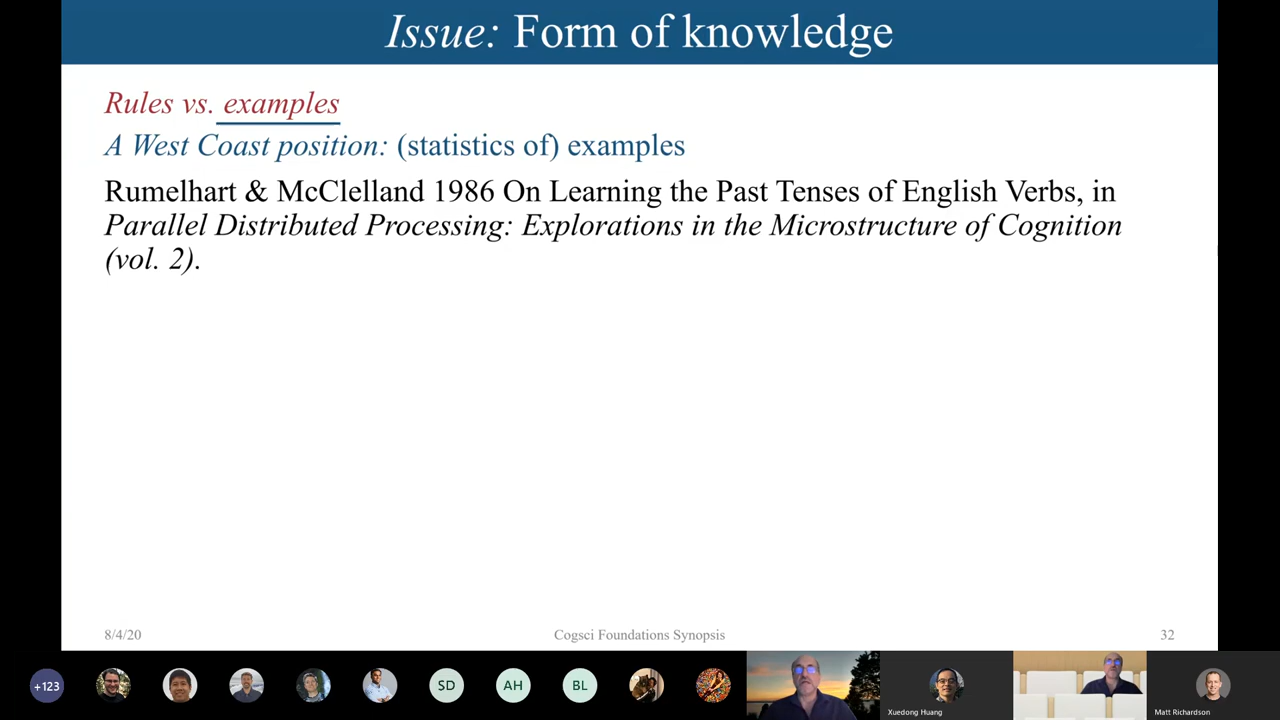 Issue: Form of knowledge
Rules vs. examples
A West Coast position: (statistics of) examples
Rumelhart & McClelland 1986 On Learning the Past Tenses of English Verbs, in
Parallel Distributed Processing: Explorations in the Microstructure of Cognition
(vol. 2).
8/4/20
Cogsci Foundations Synopsis
32
+123
SD
AH
BL
Xuedong Huang
Matt Richardson